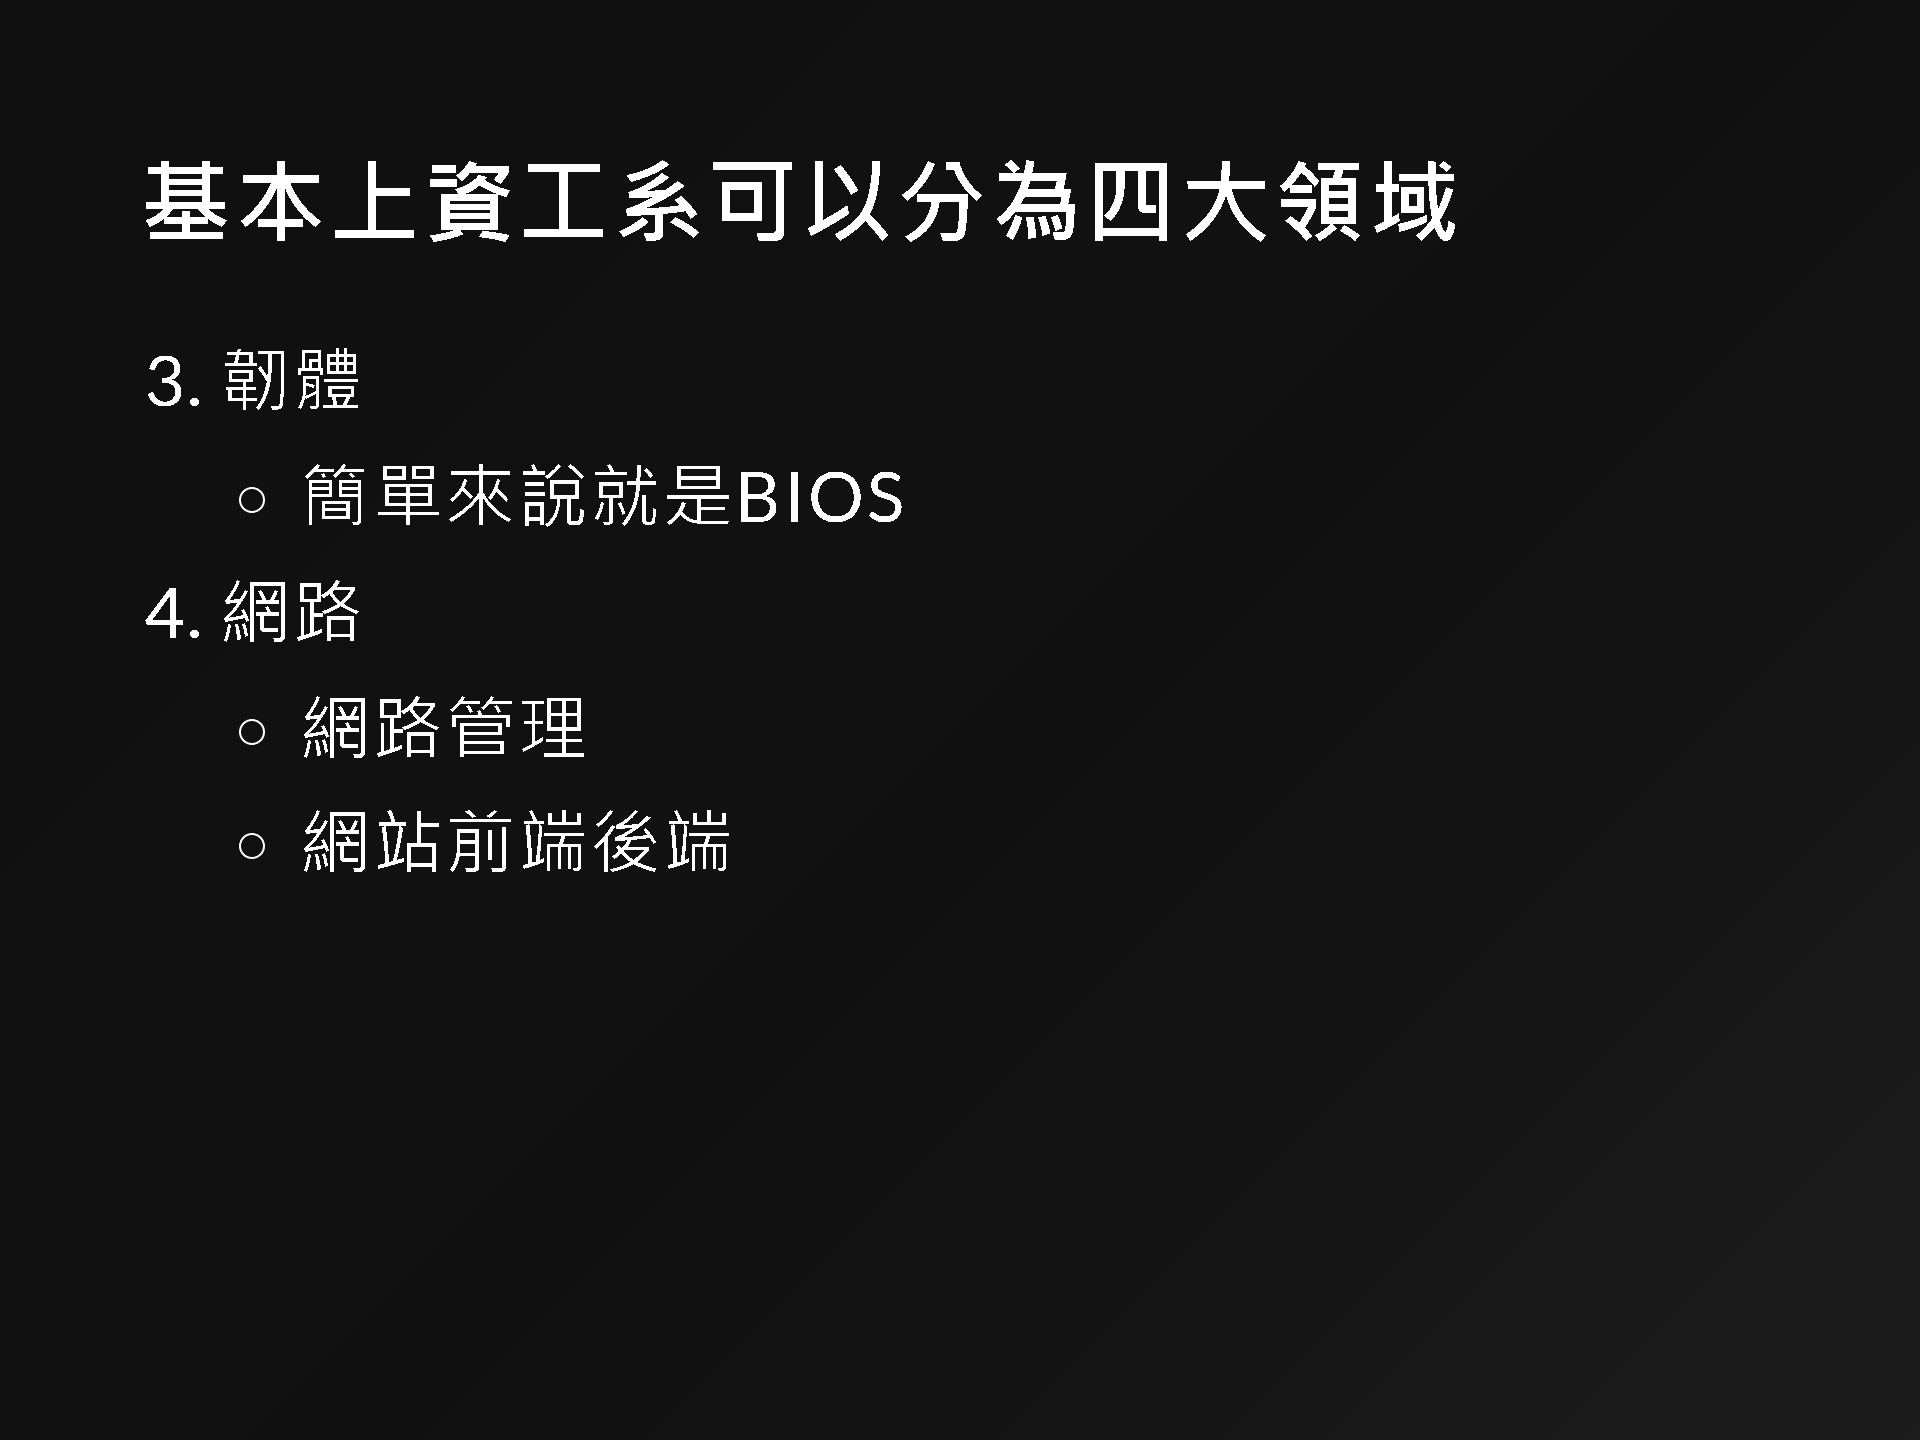 基本上資工系可以分為四大領域
3. 韌體
○ 簡單來說就是BIOS
4. 網路
○ 網路管理
○ 網站前端後端